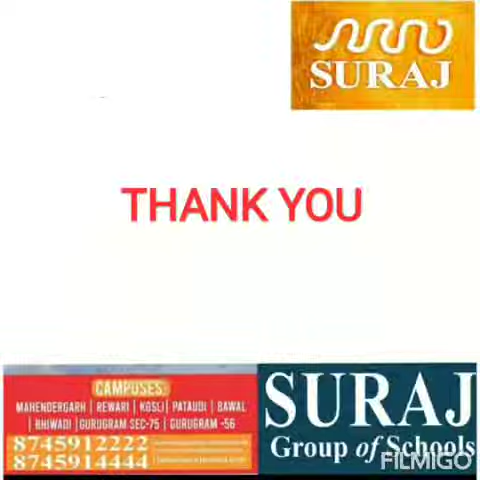 SURAJ
THANK YOU
CAMPUSES:
MAHENDERGARH | REWARI | KOSLI | PATAUDI | BAWAL
| BHIWADI | GURUGRAM SEC-75 | GURUGRAM -56
8745912222
8745914444
SURAJ
Group of Schools
FILMIGO